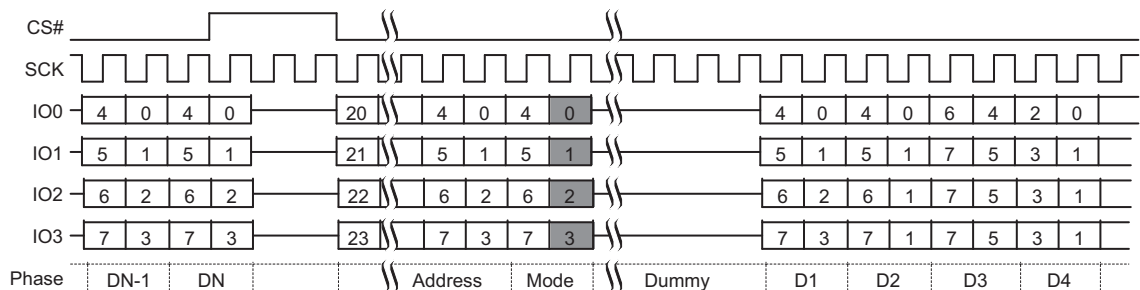 CS#
SCK
IO0 4 0 4 0 20 4 0 4 0 4 0 4 0 6 4 2 0
IO1 5 1 5 1 21 5 1 5 1 5 1 5 1 7 5 3 1
IO2 6 2 6 2 22 6 2 6 2 6 2 6 1 7 5 3 1
IO3 7 3 7 3 23 7 3 7 3 7 3 7 1 7 5 3 1
Phase DN-1 DN Address Mode Dummy D1 D2 D3 D4